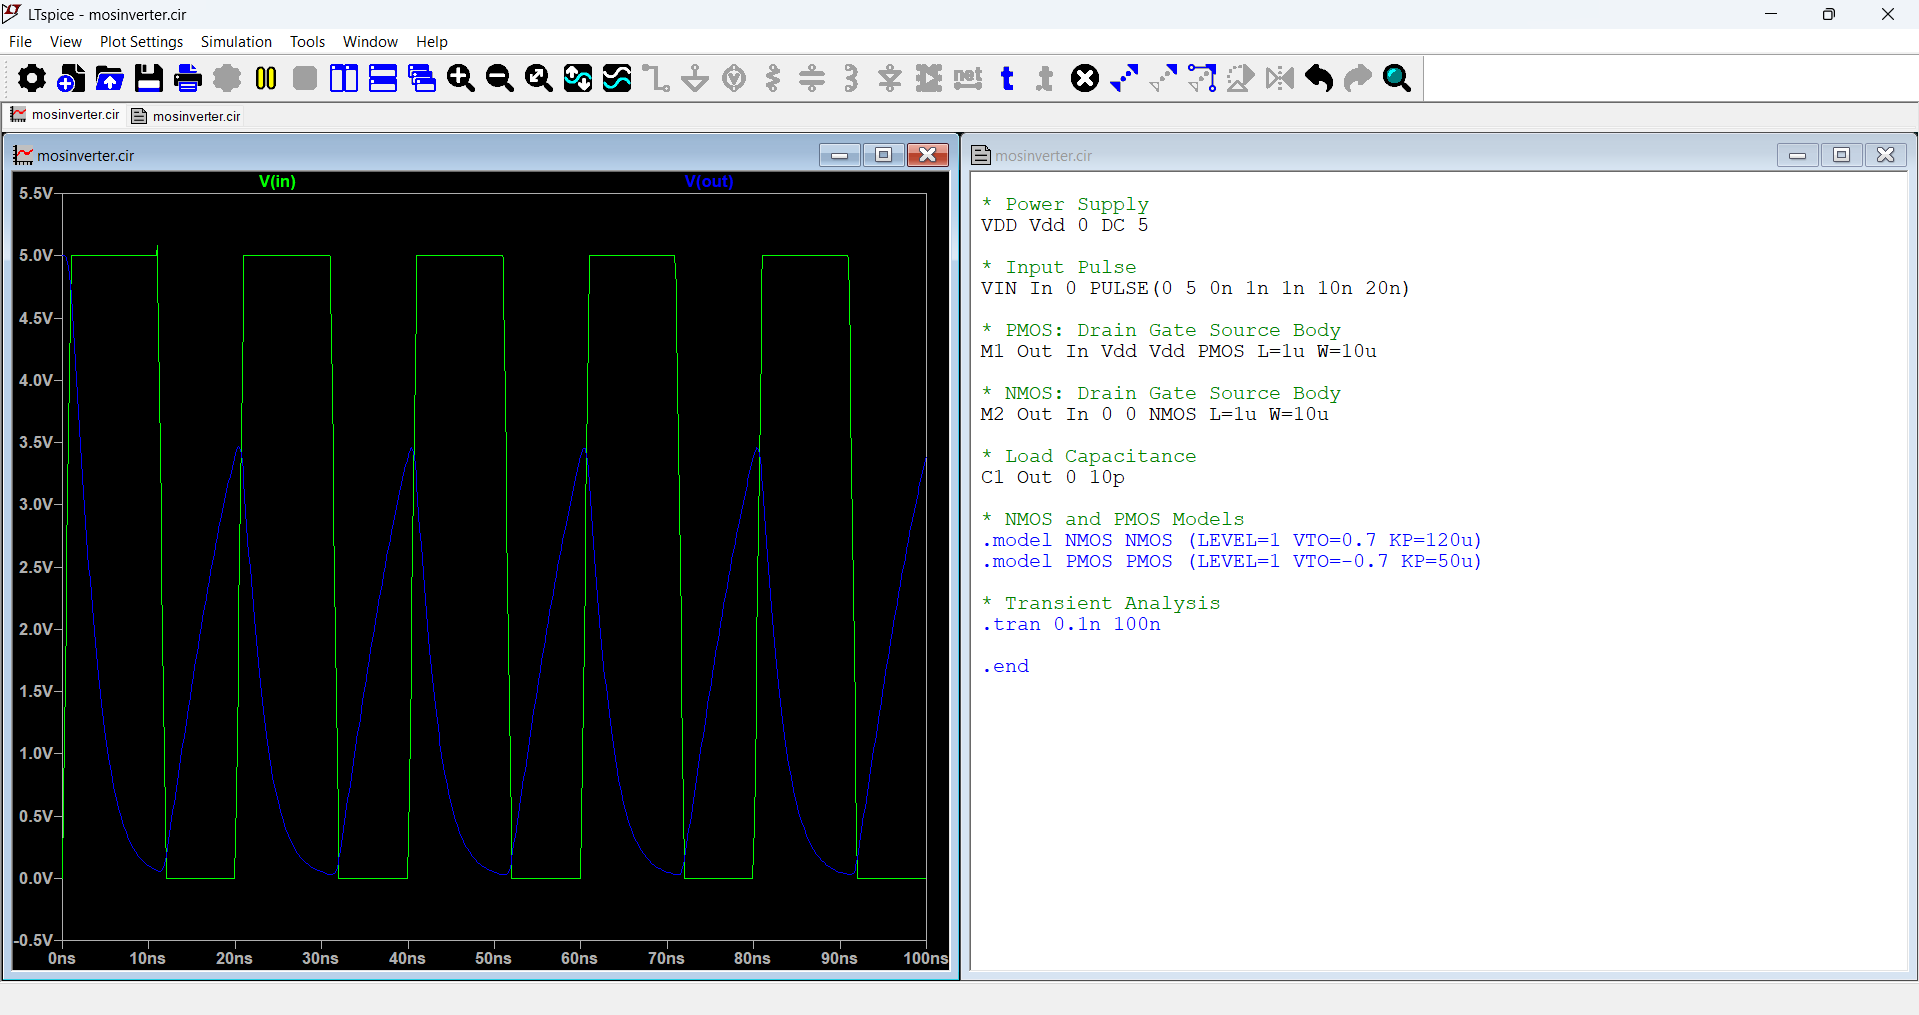 LTspice - mosinverter.cir
File View Plot Settings Simulation Tools Window Help
net t t
mosinverter.cir mosinverter.cir
mosinverter.cir
V(in) V(out)
5.5V
5.0V
4.5V
4.0V
3.5V
3.0V
2.5V
2.0V
1.5V
1.0V
0.5V
0.0V
-0.5V
0ns 10ns 20ns 30ns 40ns 50ns 60ns 70ns 80ns 90ns 100ns
mosinverter.cir
* Power Supply
VDD Vdd 0 DC 5
* Input Pulse
VIN In 0 PULSE(0 5 0n 1n 1n 10n 20n)
* PMOS: Drain Gate Source Body
M1 Out In Vdd Vdd PMOS L=1u W=10u
* NMOS: Drain Gate Source Body
M2 Out In 0 0 NMOS L=1u W=10u
* Load Capacitance
C1 Out 0 10p
* NMOS and PMOS Models
.model NMOS NMOS (LEVEL=1 VTO=0.7 KP=120u)
.model PMOS PMOS (LEVEL=1 VTO=-0.7 KP=50u)
* Transient Analysis
.tran 0.1n 100n
.end